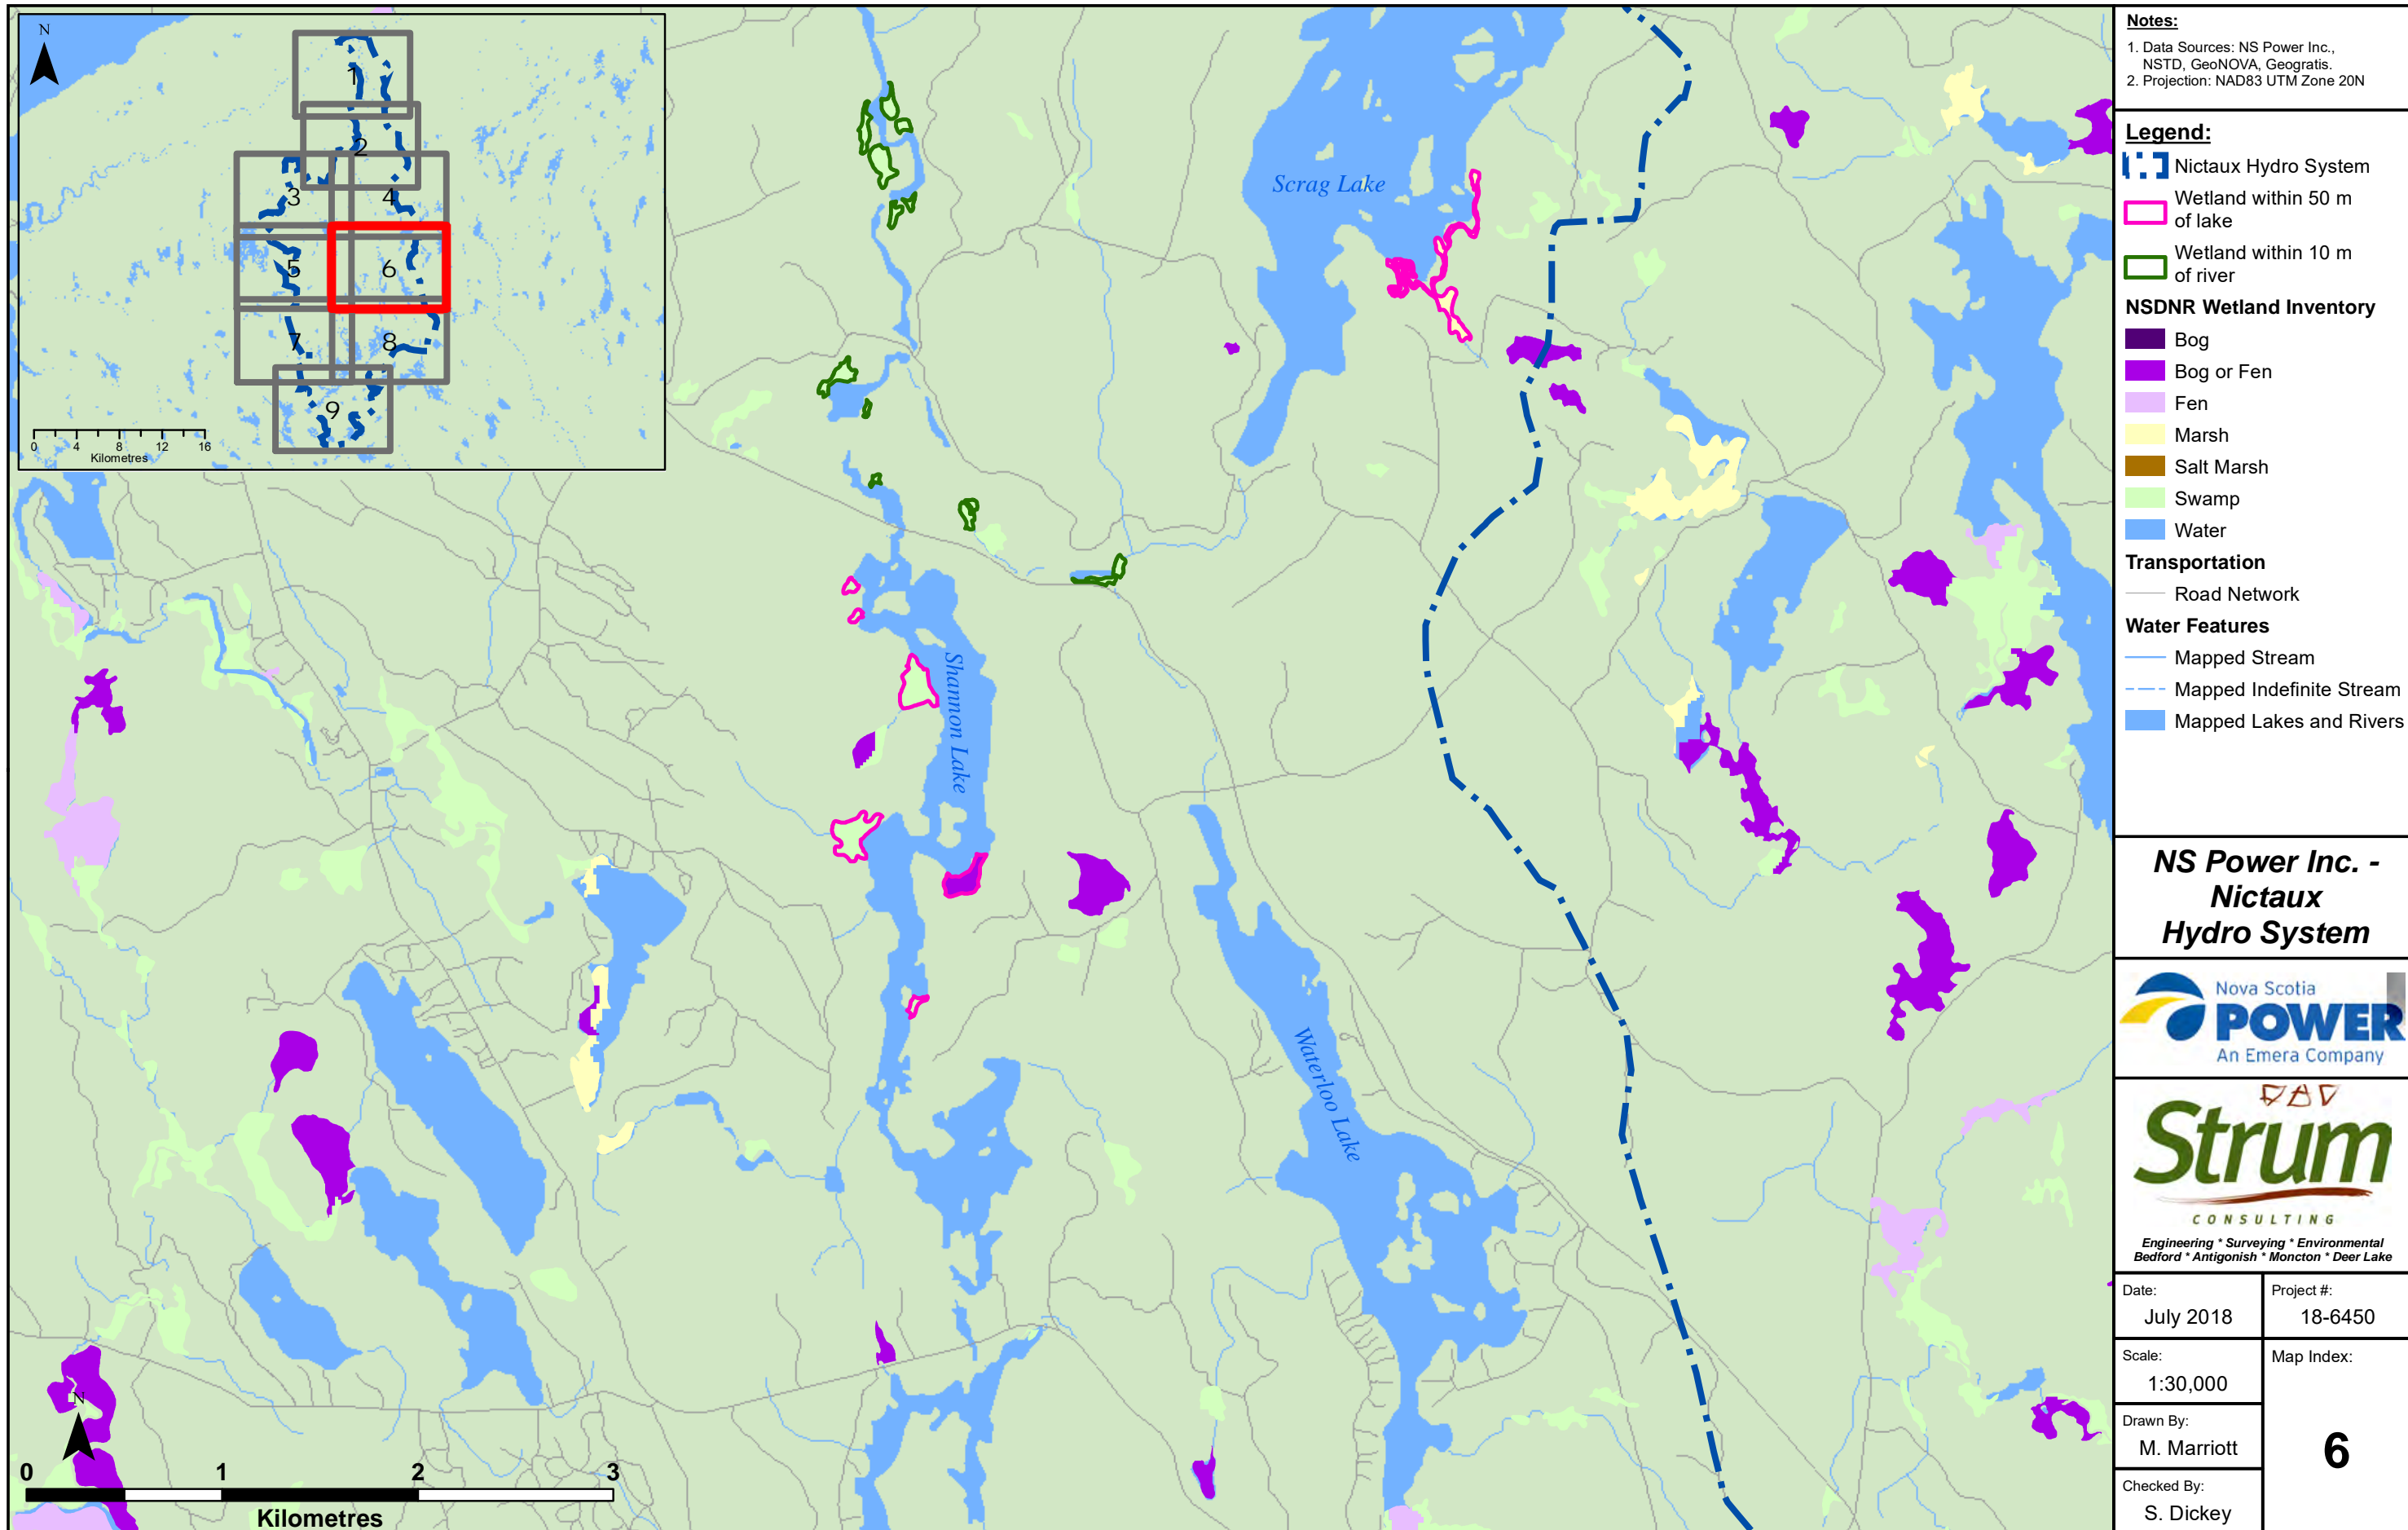 N
1
2
3
4
5
6
7
8
9
0 4 8 12 16
Kilometres
Scrag Lake
Shannon Lake
Waterloo Lake
N
0 1 2 3
Kilometres
Notes:
1. Data Sources: NS Power Inc.,
NSTD, GeoNOVA, Geogratis.
2. Projection: NAD83 UTM Zone 20N
Legend:
Nictaux Hydro System
Wetland within 50 m
of lake
Wetland within 10 m
of river
NSDNR Wetland Inventory
Bog
Bog or Fen
Fen
Marsh
Salt Marsh
Swamp
Water
Transportation
Road Network
Water Features
Mapped Stream
Mapped Indefinite Stream
Mapped Lakes and Rivers
NS Power Inc. -
Nictaux
Hydro System
Nova Scotia
POWER
An Emera Company
Strum
CONSULTING
Engineering * Surveying * Environmental
Bedford * Antigonish * Moncton * Deer Lake
Date:
July 2018
Project #:
18-6450
Scale:
1:30,000
Map Index:
6
Drawn By:
M. Marriott
Checked By:
S. Dickey